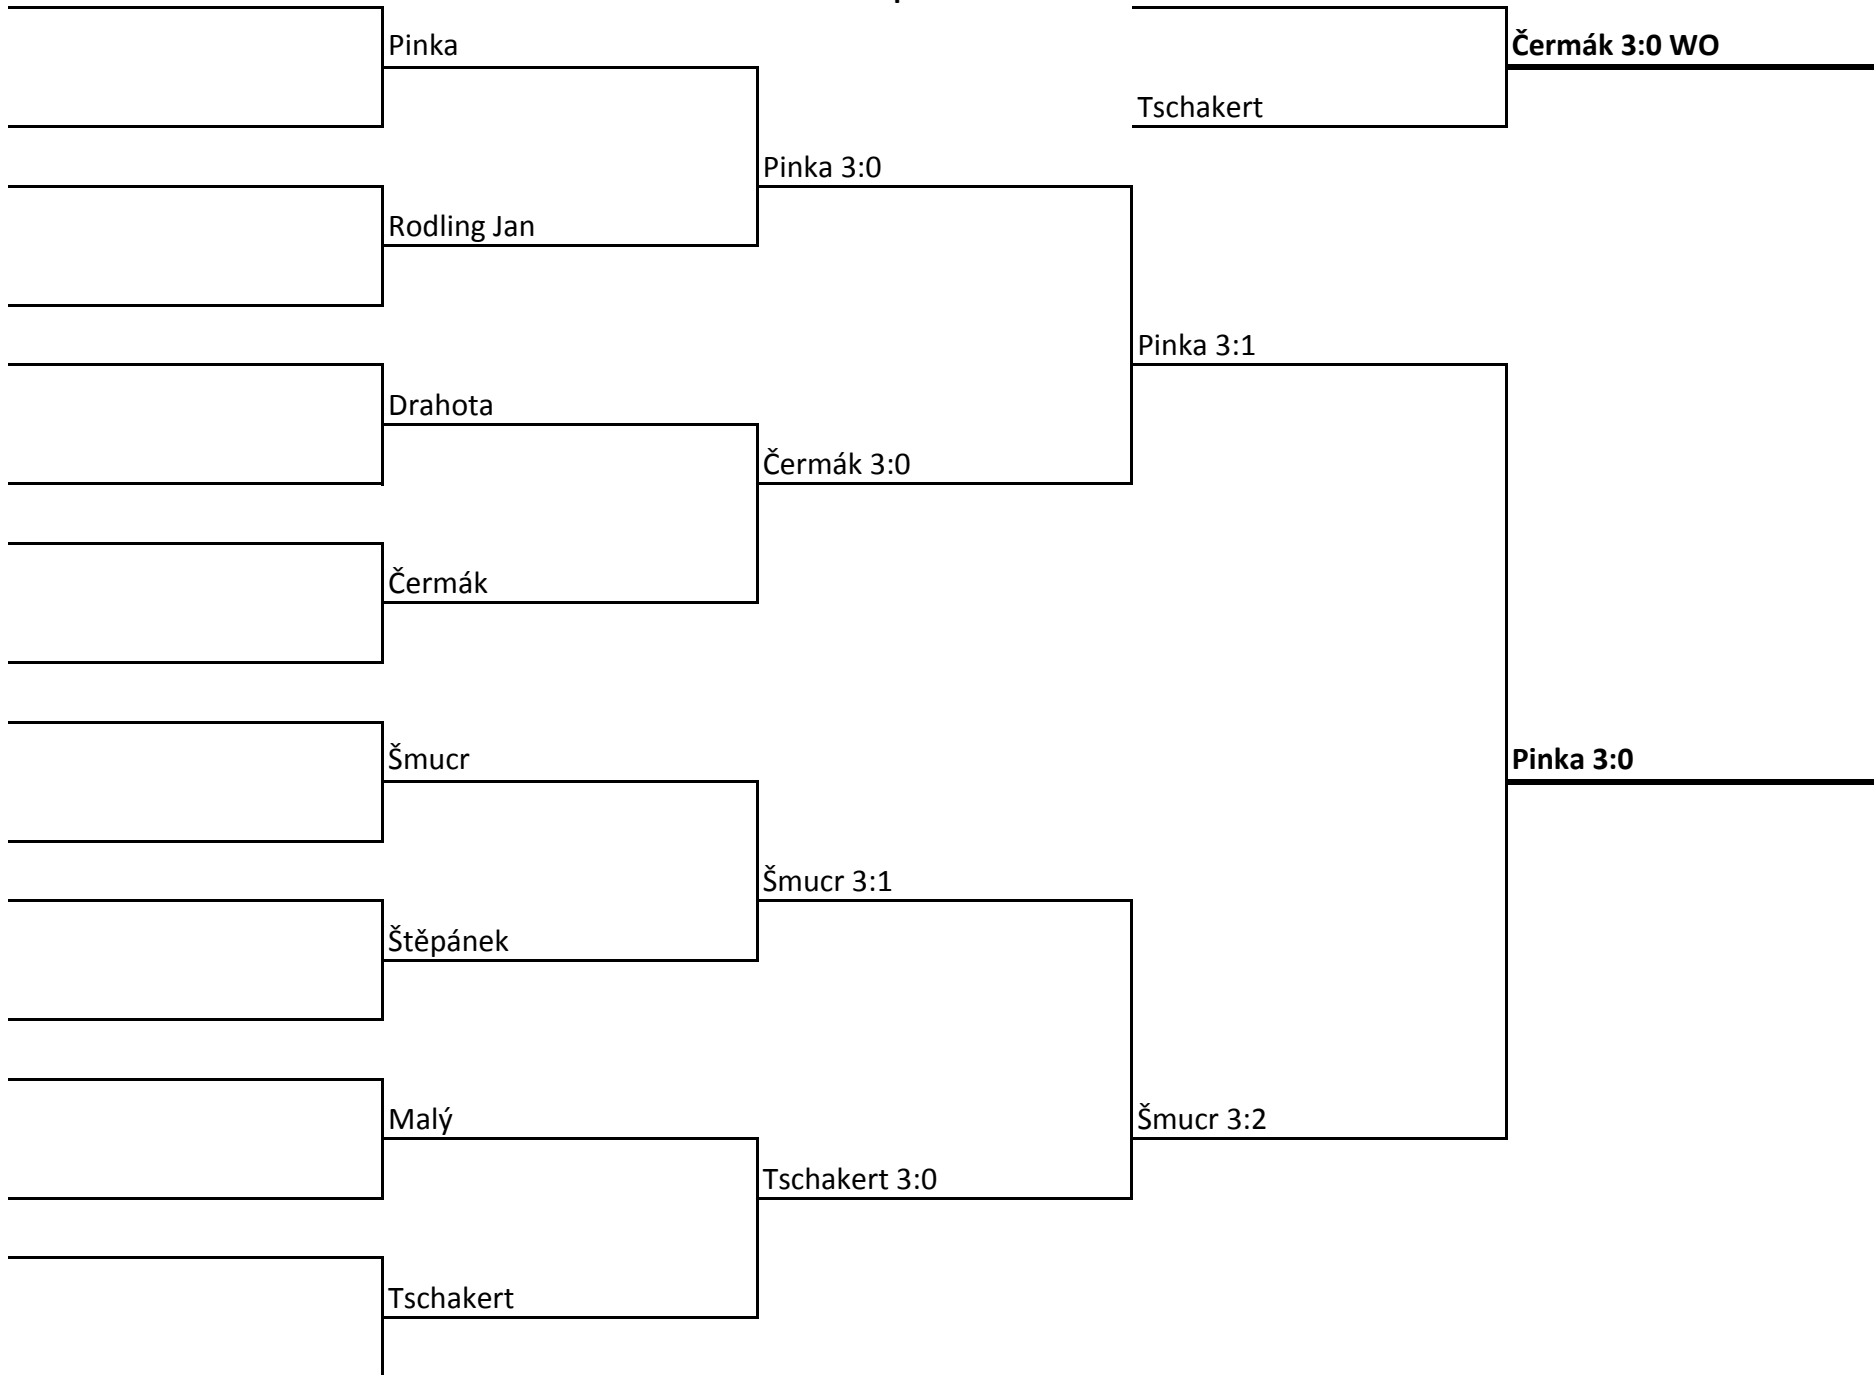 Pinka
Čermák 3:0 WO
Tschakert
Pinka 3:0
Rodling Jan
Pinka 3:1
Drahota
Čermák 3:0
Čermák
Šmucr
Pinka 3:0
Šmucr 3:1
Štěpánek
Malý
Šmucr 3:2
Tschakert 3:0
Tschakert